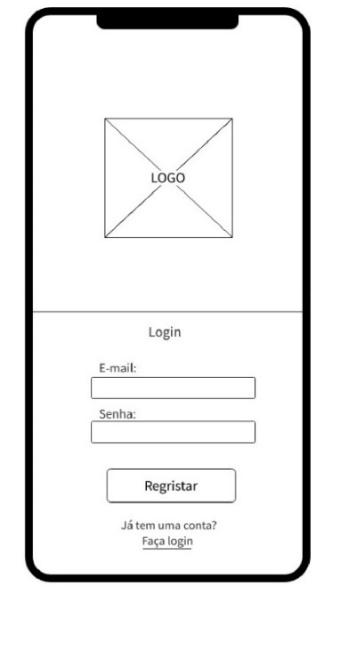 LOGO
Login
E-mail:
Senha:
Regristar
Já tem uma conta?
Faça login